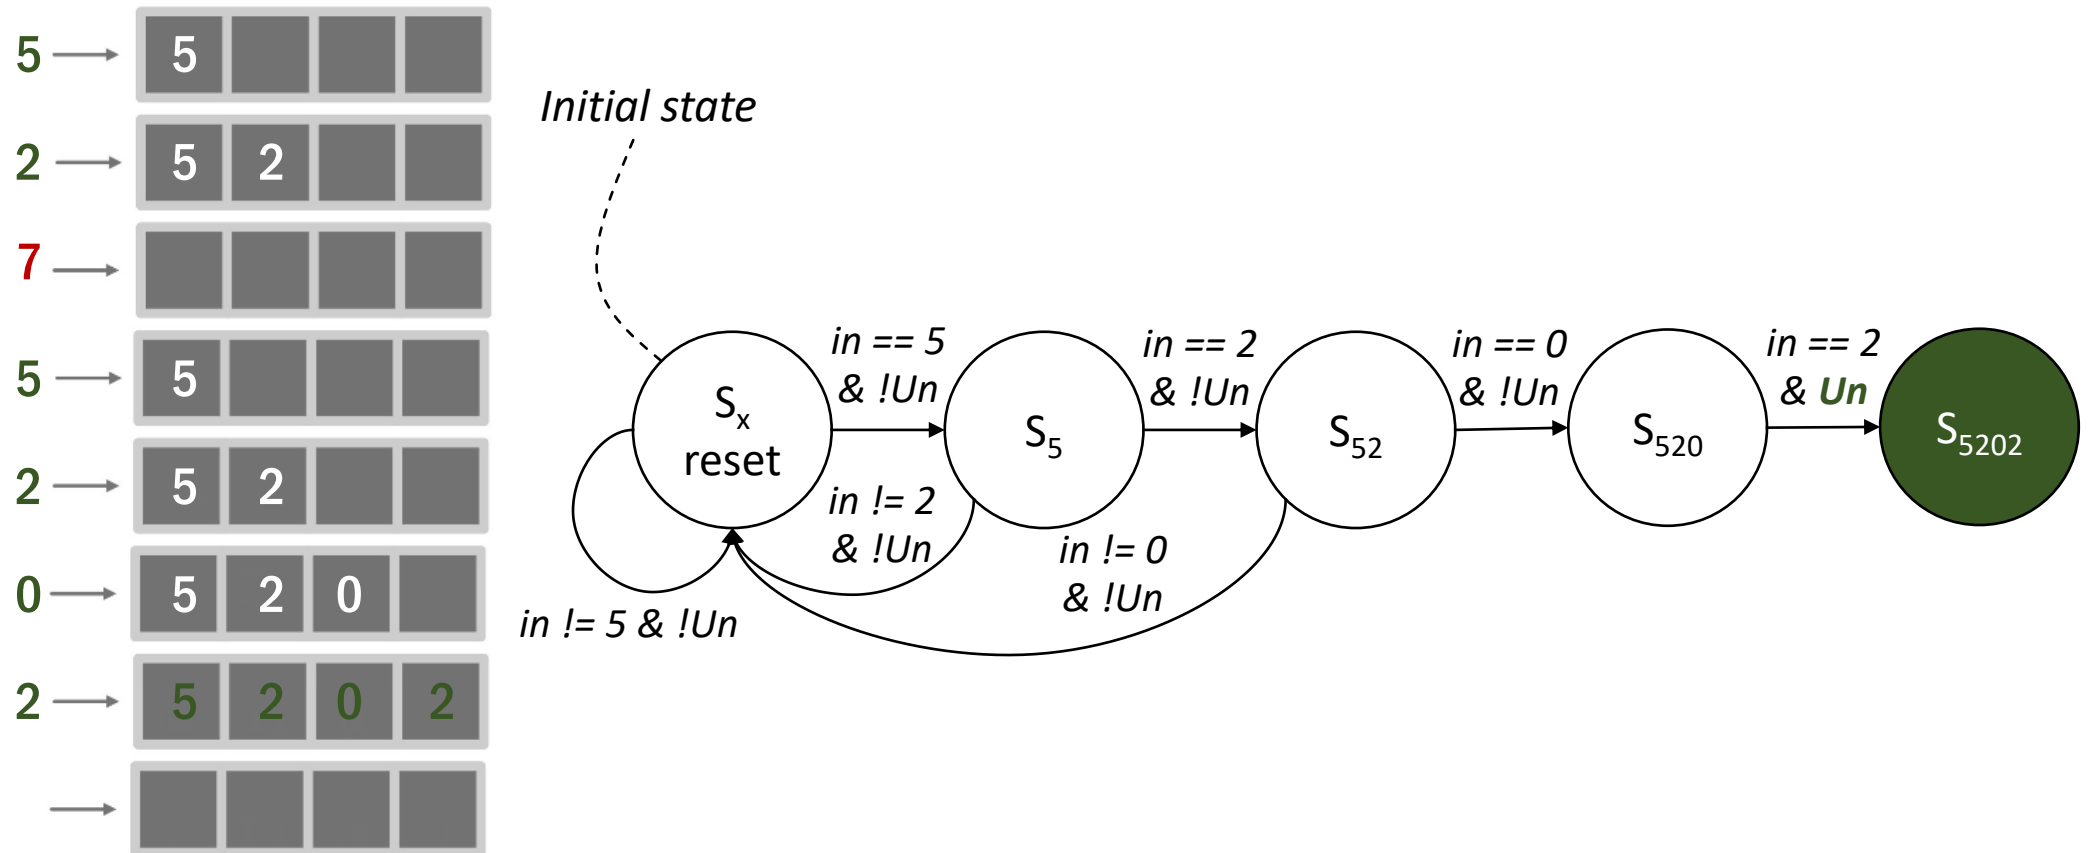 5 5
2 5 2
7
5 5
2 5 2
0 5 2 0
2 5 2 0 2
Initial state
in == 5
& !Un
in == 2
& !Un
in == 0
& !Un
in == 2
& Un
Sx
reset
S5
S52
S520
S5202
in != 2
& !Un
in != 0
& !Un
in != 5 & !Un